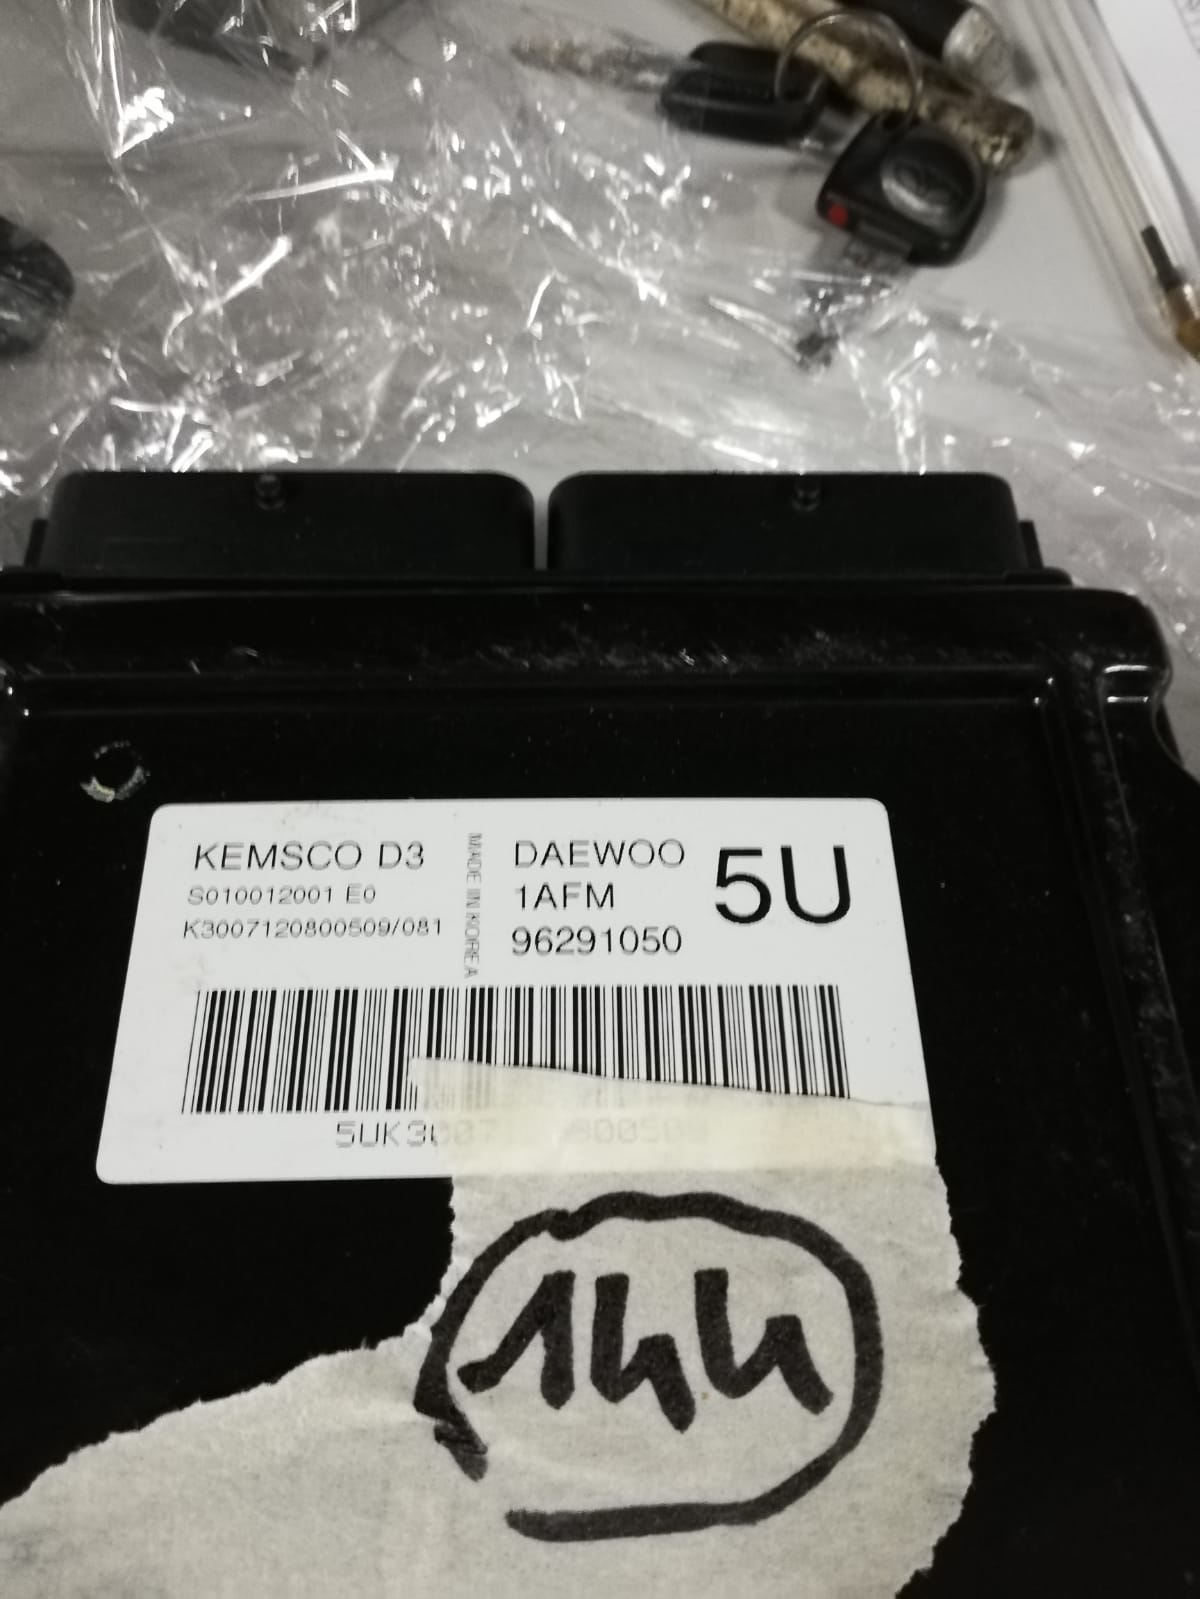 KEMSCO D3
S010012001 E0
K3007120800509/081
MADE IN KOREA
DAEWOO
1AFM
96291050
5U
144